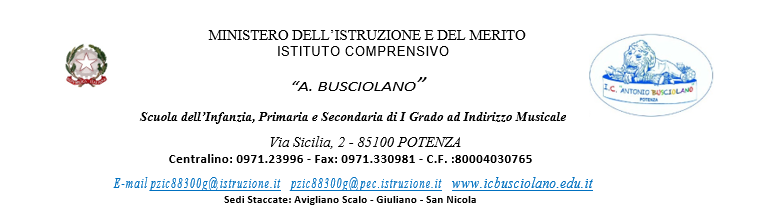 MINISTERO DELL'ISTRUZIONE E DEL MERITO
ISTITUTO COMPRENSIVO
"A. BUSCIOLANO"
I.C. "ANTONIO BUSCIOLANO
POTENZA
Scuola dell'Infanzia, Primaria e Secondaria di I Grado ad Indirizzo Musicale
Via Sicilia, 2 - 85100 POTENZA
Centralino: 0971.23996 - Fax: 0971.330981 - C.F. :80004030765
E-mail pzic88300g@istruzione.it pzic88300g@pec.istruzione.it www.icbusciolano.edu.it
Sedi Staccate: Avigliano Scalo - Giuliano - San Nicola